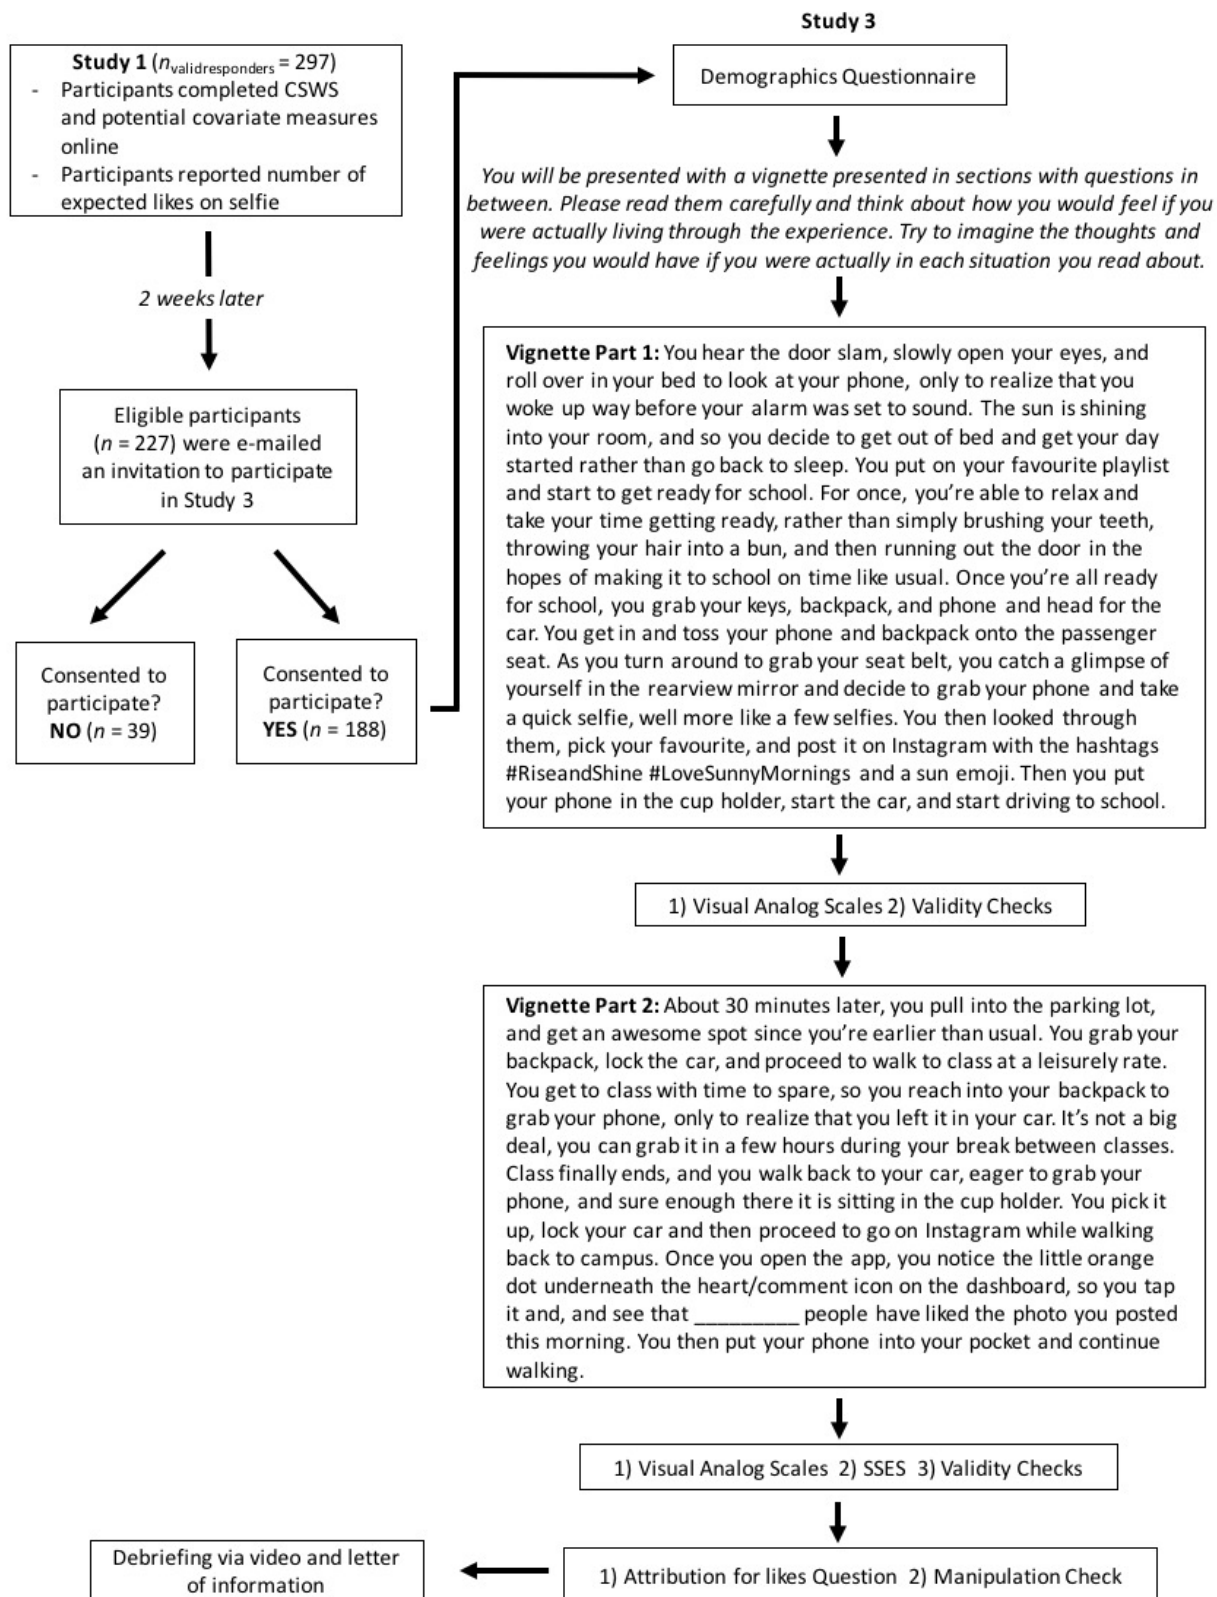 Study 3
Study 1 (nvalidresponders = 297)
- Participants completed CSWS
and potential covariate measures
online
- Participants reported number of
expected likes on selfie
2 weeks later
Eligible participants
(n = 227) were e-mailed
an invitation to participate
in Study 3
Consented to
participate?
NO (n = 39)
Consented to
participate?
YES (n = 188)
Demographics Questionnaire
You will be presented with a vignette presented in sections with questions in
between. Please read them carefully and think about how you would feel if you
were actually living through the experience. Try to imagine the thoughts and
feelings you would have if you were actually in each situation you read about.
Vignette Part 1: You hear the door slam, slowly open your eyes, and
roll over in your bed to look at your phone, only to realize that you
woke up way before your alarm was set to sound. The sun is shining
into your room, and so you decide to get out of bed and get your day
started rather than go back to sleep. You put on your favourite playlist
and start to get ready for school. For once, you're able to relax and
take your time getting ready, rather than simply brushing your teeth,
throwing your hair into a bun, and then running out the door in the
hopes of making it to school on time like usual. Once you're all ready
for school, you grab your keys, backpack, and phone and head for the
car. You get in and toss your phone and backpack onto the passenger
seat. As you turn around to grab your seat belt, you catch a glimpse of
yourself in the rearview mirror and decide to grab your phone and take
a quick selfie, well more like a few selfies. You then looked through
them, pick your favourite, and post it on Instagram with the hashtags
#RiseandShine #LoveSunnyMornings and a sun emoji. Then you put
your phone in the cup holder, start the car, and start driving to school.
1) Visual Analog Scales 2) Validity Checks
Vignette Part 2: About 30 minutes later, you pull into the parking lot,
and get an awesome spot since you're earlier than usual. You grab your
backpack, lock the car, and proceed to walk to class at a leisurely rate.
You get to class with time to spare, so you reach into your backpack to
grab your phone, only to realize that you left it in your car. It's not a big
deal, you can grab it in a few hours during your break between classes.
Class finally ends, and you walk back to your car, eager to grab your
phone, and sure enough there it is sitting in the cup holder. You pick it
up, lock your car and then proceed to go on Instagram while walking
back to campus. Once you open the app, you notice the little orange
dot underneath the heart/comment icon on the dashboard, so you tap
it and, and see that _________ people have liked the photo you posted
this morning. You then put your phone into your pocket and continue
walking.
1) Visual Analog Scales 2) SSES 3) Validity Checks
1) Attribution for likes Question 2) Manipulation Check
Debriefing via video and letter
of information